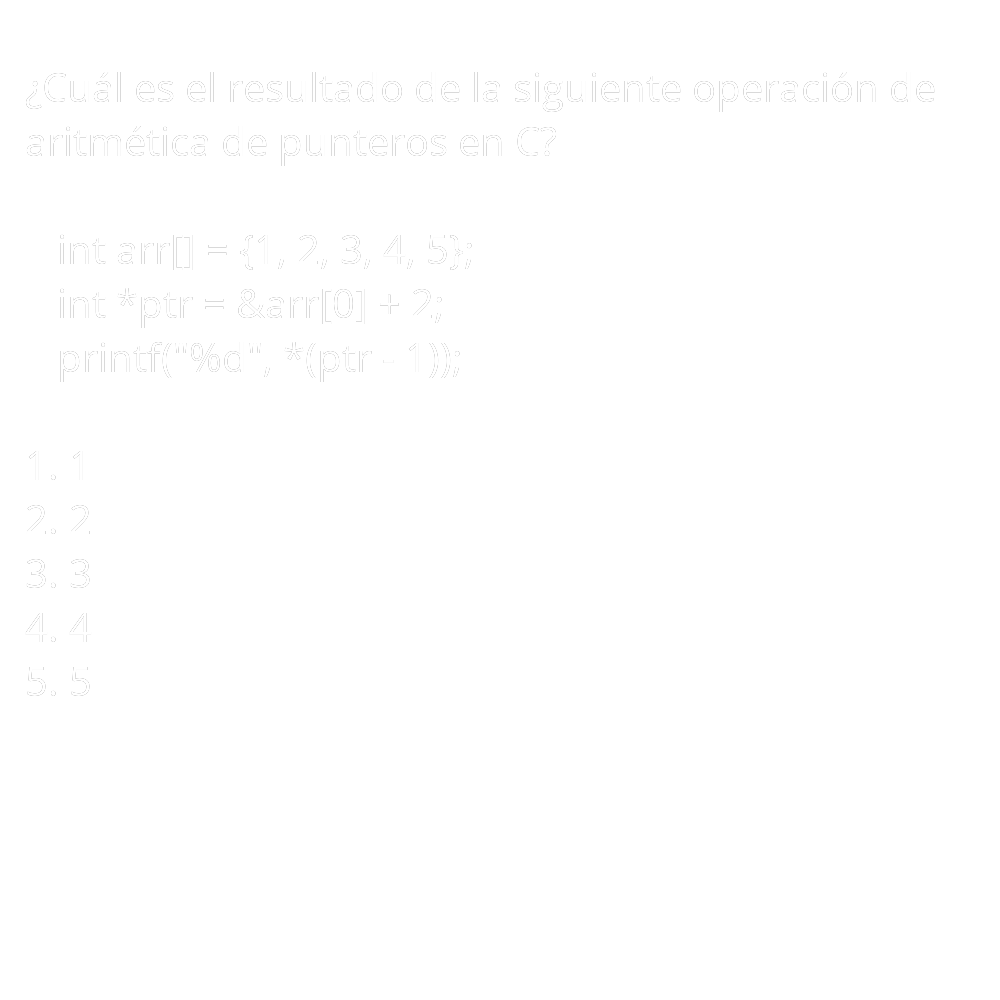 ¿Cuál es el resultado de la siguiente operación de
aritmética de punteros en C?
int arr[] = {1, 2, 3, 4, 5};
int *ptr = &arr[0] + 2;
printf("%d", *(ptr - 1));
1. 1
2. 2
3. 3
4. 4
5. 5